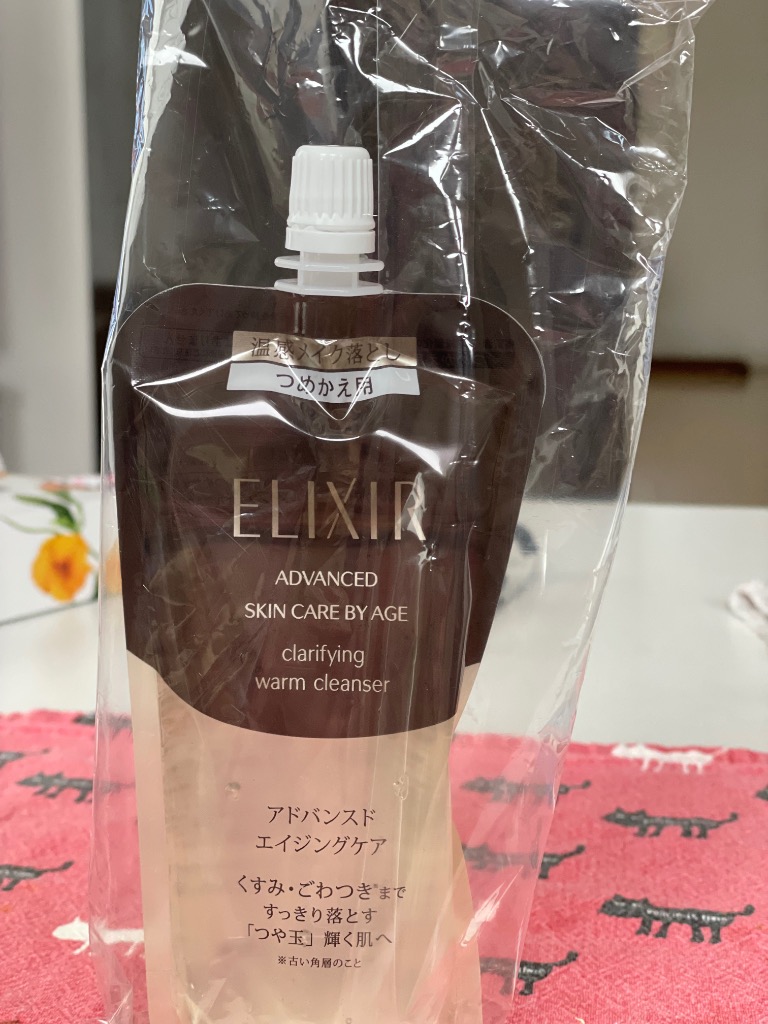 温感メイク落とし
つめかえ用
ELIXIR
ADVANCED
SKIN CARE BY AGE
clarifying
warm cleanser
アドバンスド
エイジングケア
くすみ・ごわつき※まで
すっきり落とす
「つや玉」輝く肌へ
※古い角層のこと